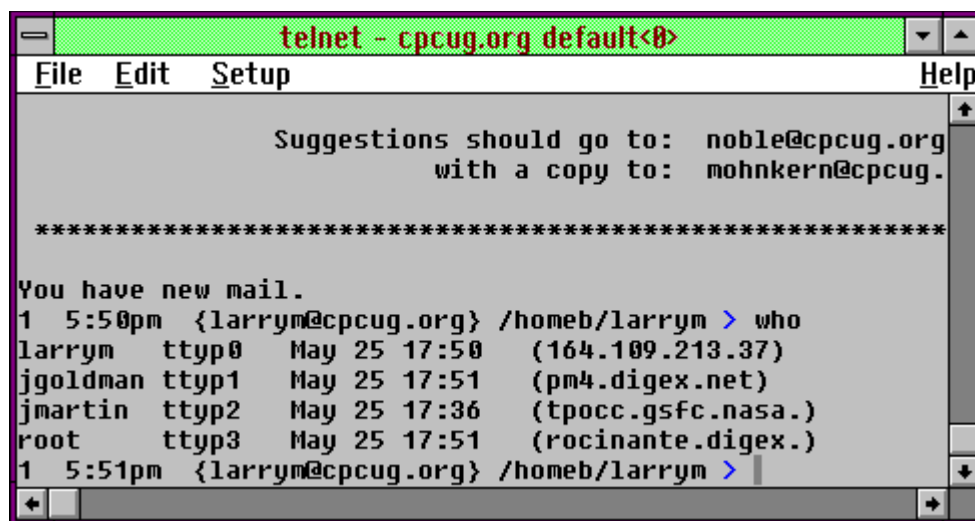 telnet - cpcug.org default<0>
File Edit Setup Help
Suggestions should go to: noble@cpcug.org
with a copy to: mohnkern@cpcug.
**********************************************************
You have new mail.
1 5:50pm {larrym@cpcug.org} /homeb/larrym > who
larrym ttyp0 May 25 17:50 (164.109.213.37)
jgoldman ttyp1 May 25 17:51 (pm4.digex.net)
jmartin ttyp2 May 25 17:36 (tpocc.gsfc.nasa.)
root ttyp3 May 25 17:51 (rocinante.digex.)
1 5:51pm {larrym@cpcug.org} /homeb/larrym >